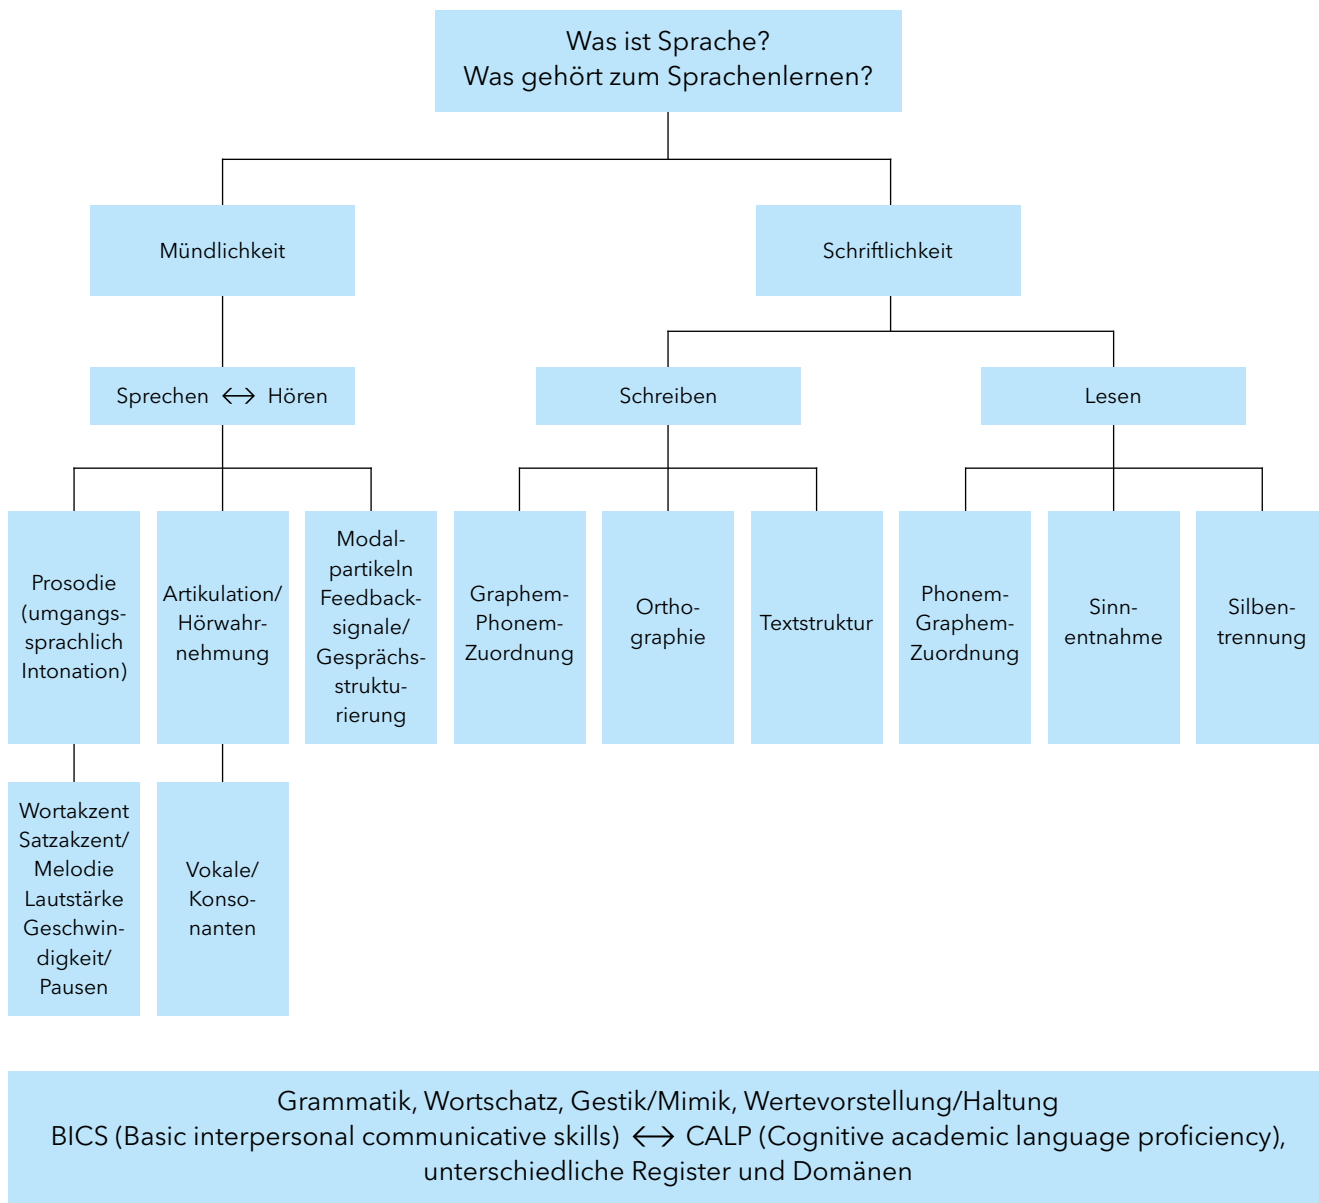 Was ist Sprache?
Was gehört zum Sprachenlernen?
Mündlichkeit
Schriftlichkeit
Sprechen ↔ Hören
Schreiben
Lesen
Prosodie
(umgangs-
sprachlich
Intonation)
Artikulation/
Hörwahr-
nehmung
Modal-
partikeln
Feedback-
signale/
Gesprächs-
struktu-
rierung
Graphem-
Phonem-
Zuordnung
Ortho-
graphie
Textstruktur
Phonem-
Graphem-
Zuordnung
Sinn-
entnahme
Silben-
trennung
Wortakzent
Satzakzent/
Melodie
Lautstärke
Geschwin-
digkeit/
Pausen
Vokale/
Konso-
nanten
Grammatik, Wortschatz, Gestik/Mimik, Wertevorstellung/Haltung
BICS (Basic interpersonal communicative skills) ↔ CALP (Cognitive academic language proficiency),
unterschiedliche Register und Domänen